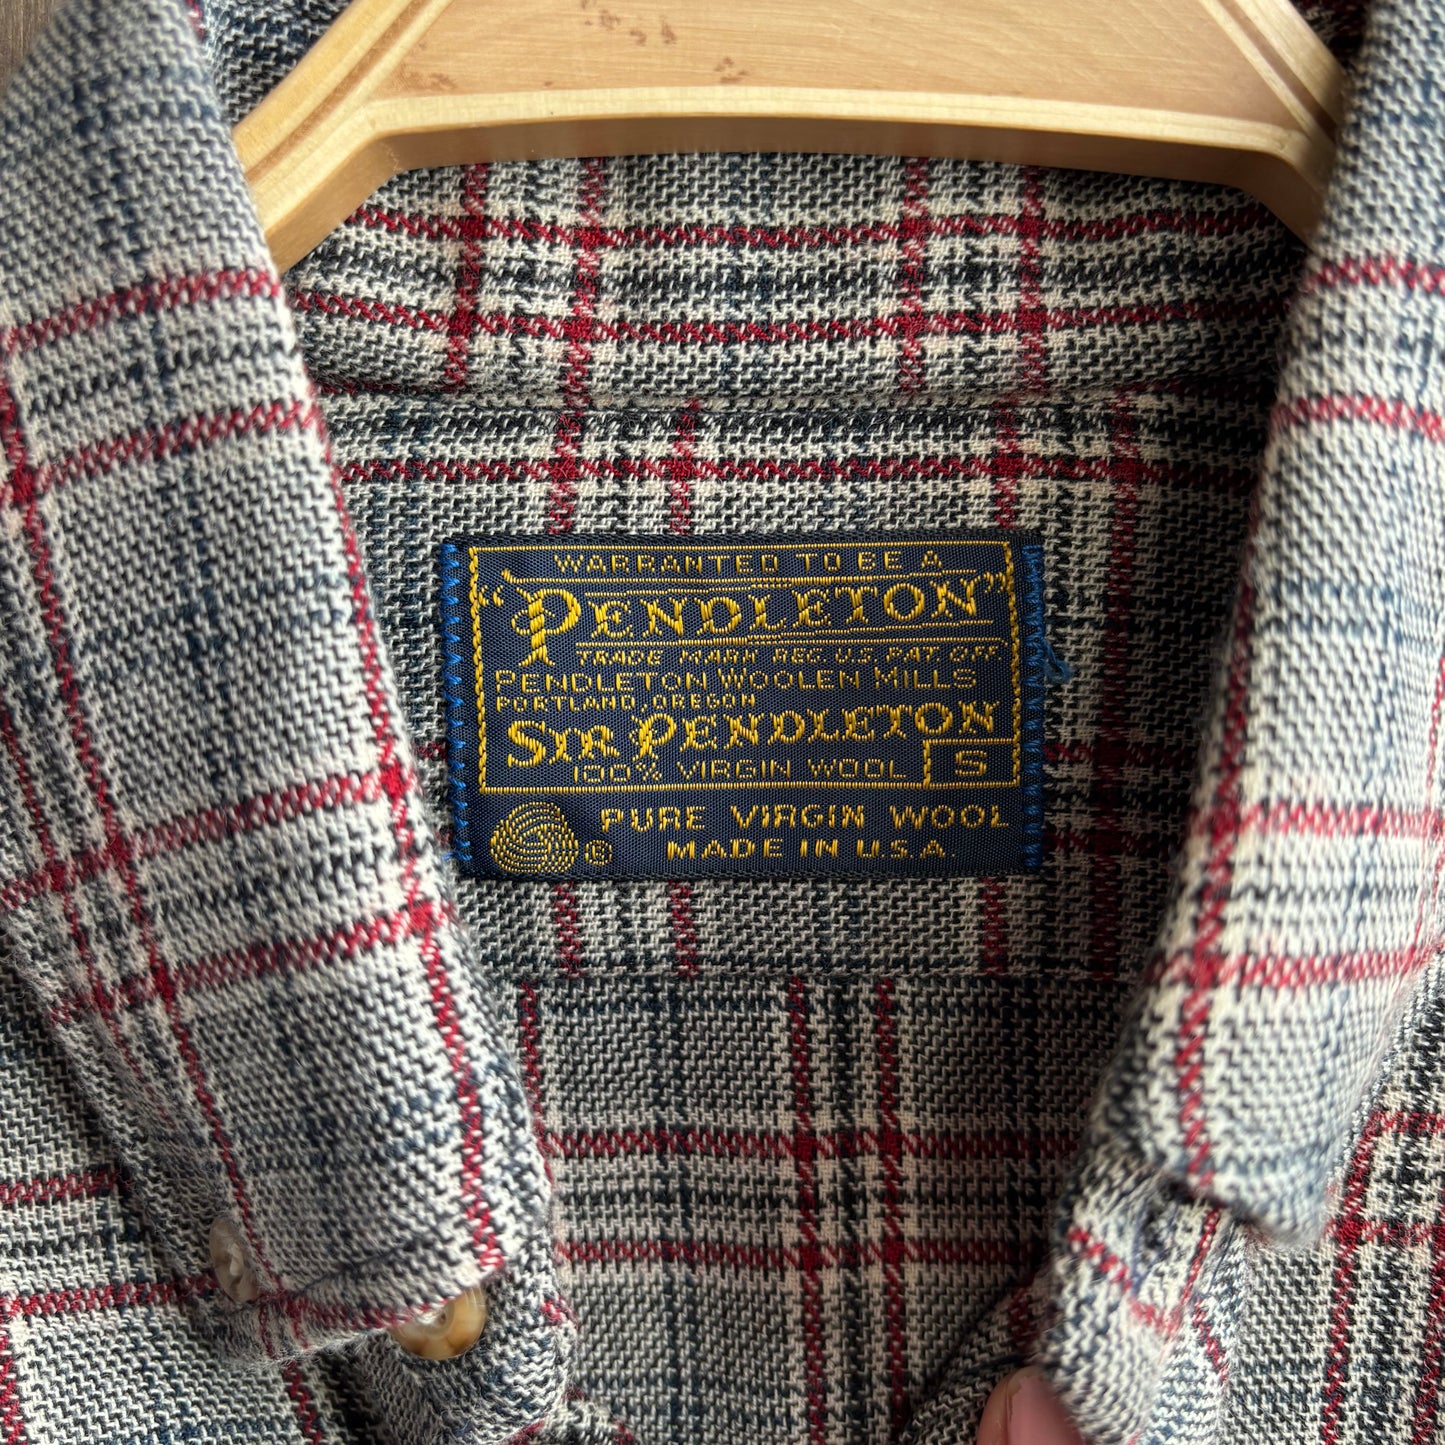 WARRANTED TO BE A
"PENDLETON"
TRADE MARK REG. U.S. PAT. OFF.
PENDLETON WOOLEN MILLS
PORTLAND, OREGON
SIR PENDLETON
100% VIRGIN WOOL S
PURE VIRGIN WOOL
® MADE IN U.S.A.